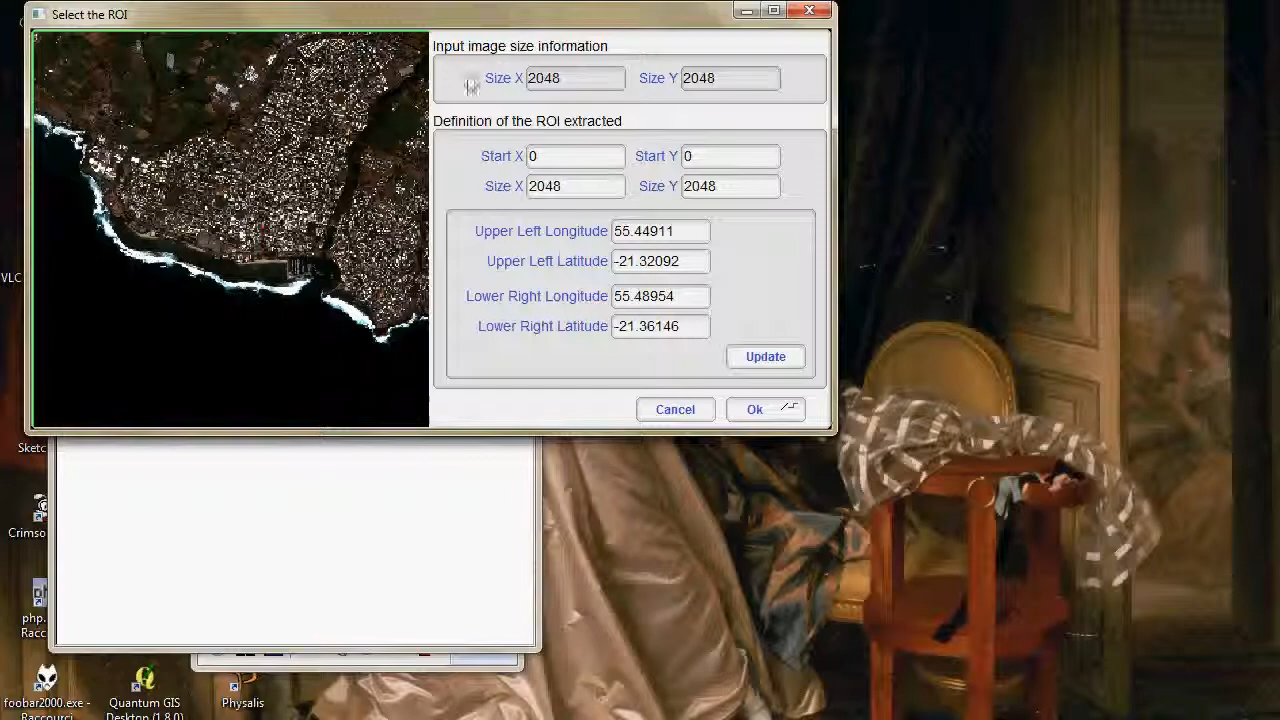 Select the ROI
Input image size information
Size X 2048 Size Y 2048
Definition of the ROI extracted
Start X 0 Start Y 0
Size X 2048 Size Y 2048
Upper Left Longitude 55.44911
Upper Left Latitude -21.32092
Lower Right Longitude 55.48954
Lower Right Latitude -21.36146
Update
Cancel Ok
VLC
Sketc
Crimso
php.
Racc
foobar2000.exe -
Raccourci
Quantum GIS
Desktop (1.8.0)
Physalis